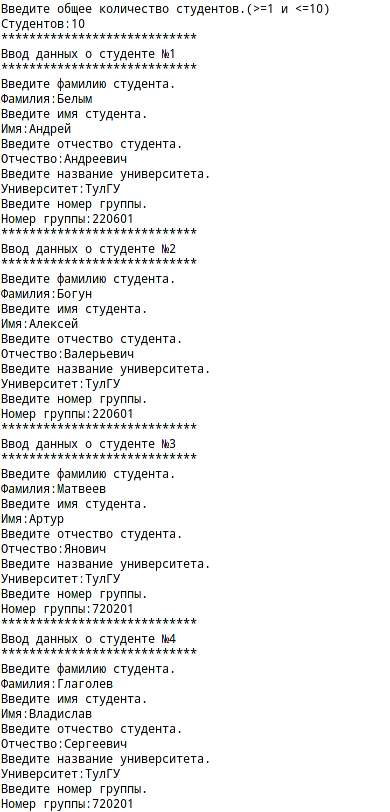 Введите общее количество студентов.(>=1 и <=10)
Студентов:10
****************************
Ввод данных о студенте №1
****************************
Введите фамилию студента.
Фамилия:Белым
Введите имя студента.
Имя:Андрей
Введите отчество студента.
Отчество:Андреевич
Введите название университета.
Университет:ТулГУ
Введите номер группы.
Номер группы:220601
****************************
Ввод данных о студенте №2
****************************
Введите фамилию студента.
Фамилия:Богун
Введите имя студента.
Имя:Алексей
Введите отчество студента.
Отчество:Валерьевич
Введите название университета.
Университет:ТулГУ
Введите номер группы.
Номер группы:220601
****************************
Ввод данных о студенте №3
****************************
Введите фамилию студента.
Фамилия:Матвеев
Введите имя студента.
Имя:Артур
Введите отчество студента.
Отчество:Янович
Введите название университета.
Университет:ТулГУ
Введите номер группы.
Номер группы:720201
****************************
Ввод данных о студенте №4
****************************
Введите фамилию студента.
Фамилия:Глаголев
Введите имя студента.
Имя:Владислав
Введите отчество студента.
Отчество:Сергеевич
Введите название университета.
Университет:ТулГУ
Введите номер группы.
Номер группы:720201